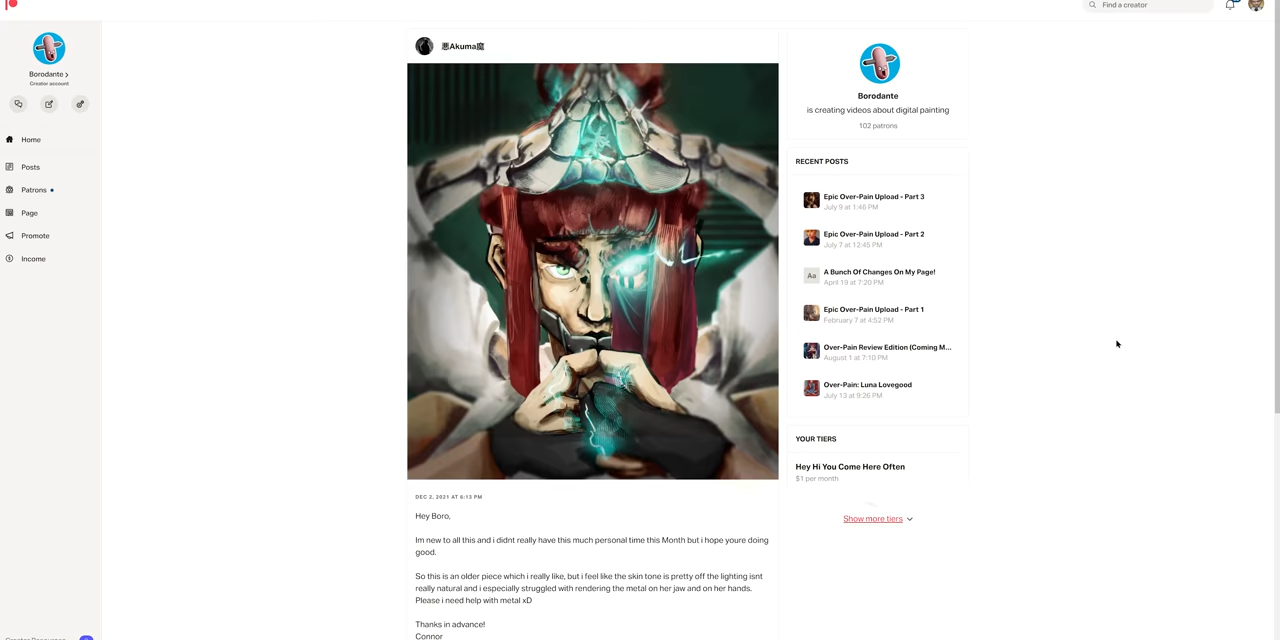 Find a creator
Borodante
Creator account
Home
Posts
Patrons
Page
Promote
Income
悪Akuma魔
DEC 2, 2021 AT 6:13 PM
Hey Boro,
Im new to all this and i didnt really have this much personal time this Month but i hope youre doing
good.
So this is an older piece which i really like, but i feel like the skin tone is pretty off the lighting isnt
really natural and i especially struggled with rendering the metal on her jaw and on her hands.
Please i need help with metal xD
Thanks in advance!
Connor
Borodante
is creating videos about digital painting
102 patrons
RECENT POSTS
Epic Over-Pain Upload - Part 3
July 9 at 1:46 PM
Epic Over-Pain Upload - Part 2
July 7 at 12:45 PM
Aa
A Bunch Of Changes On My Page!
April 19 at 7:20 PM
Epic Over-Pain Upload - Part 1
February 7 at 4:52 PM
Over-Pain Review Edition (Coming M...
August 1 at 7:10 PM
Over-Pain: Luna Lovegood
July 13 at 9:26 PM
YOUR TIERS
Hey Hi You Come Here Often
$1 per month
Show more tiers